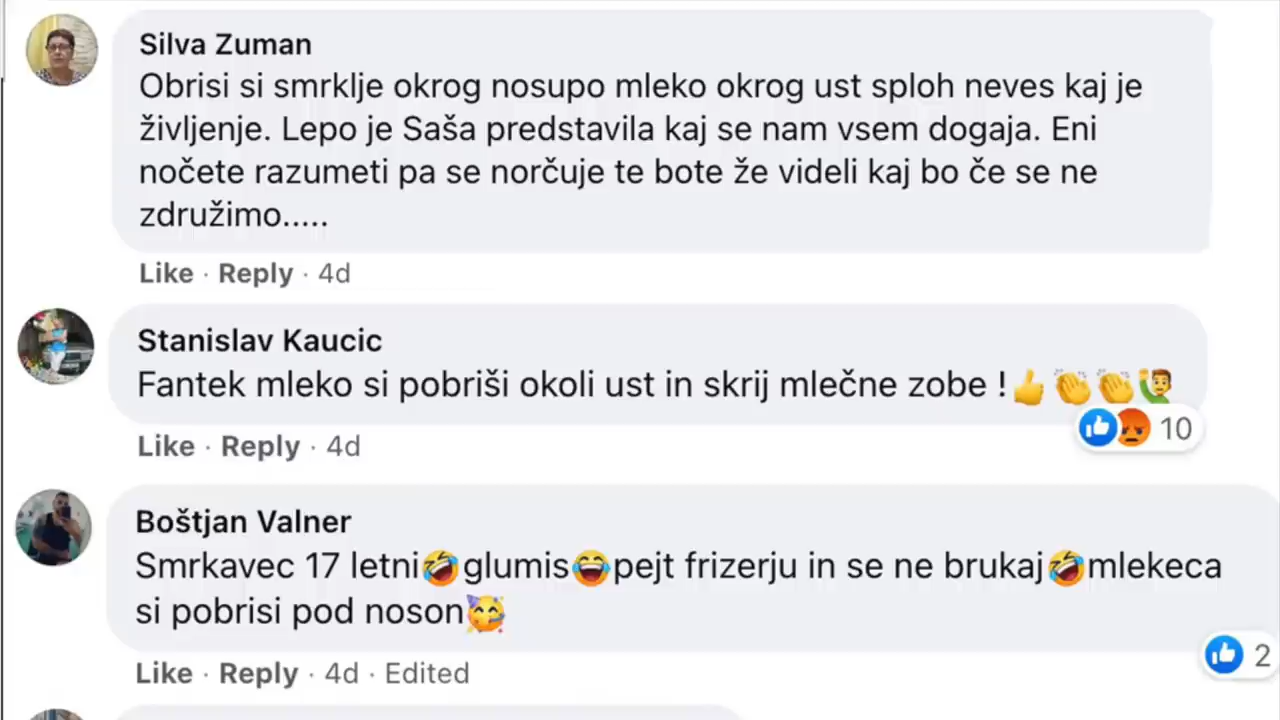 Silva Zuman
Obrisi si smrklje okrog nosupo mleko okrog ust sploh neves kaj je
življenje. Lepo je Saša predstavila kaj se nam vsem dogaja. Eni
nočete razumeti pa se norčuje te bote že videli kaj bo če se ne
združimo.....
Like · Reply · 4d
Stanislav Kaucic
Fantek mleko si pobriši okoli ust in skrij mlečne zobe !👍👏👏🙋‍♂️
10
Like · Reply · 4d
Boštjan Valner
Smrkavec 17 letni🤣glumis😂pejt frizerju in se ne brukaj🤣mlekeca
si pobrisi pod noson🥳
Like · Reply · 4d · Edited
2